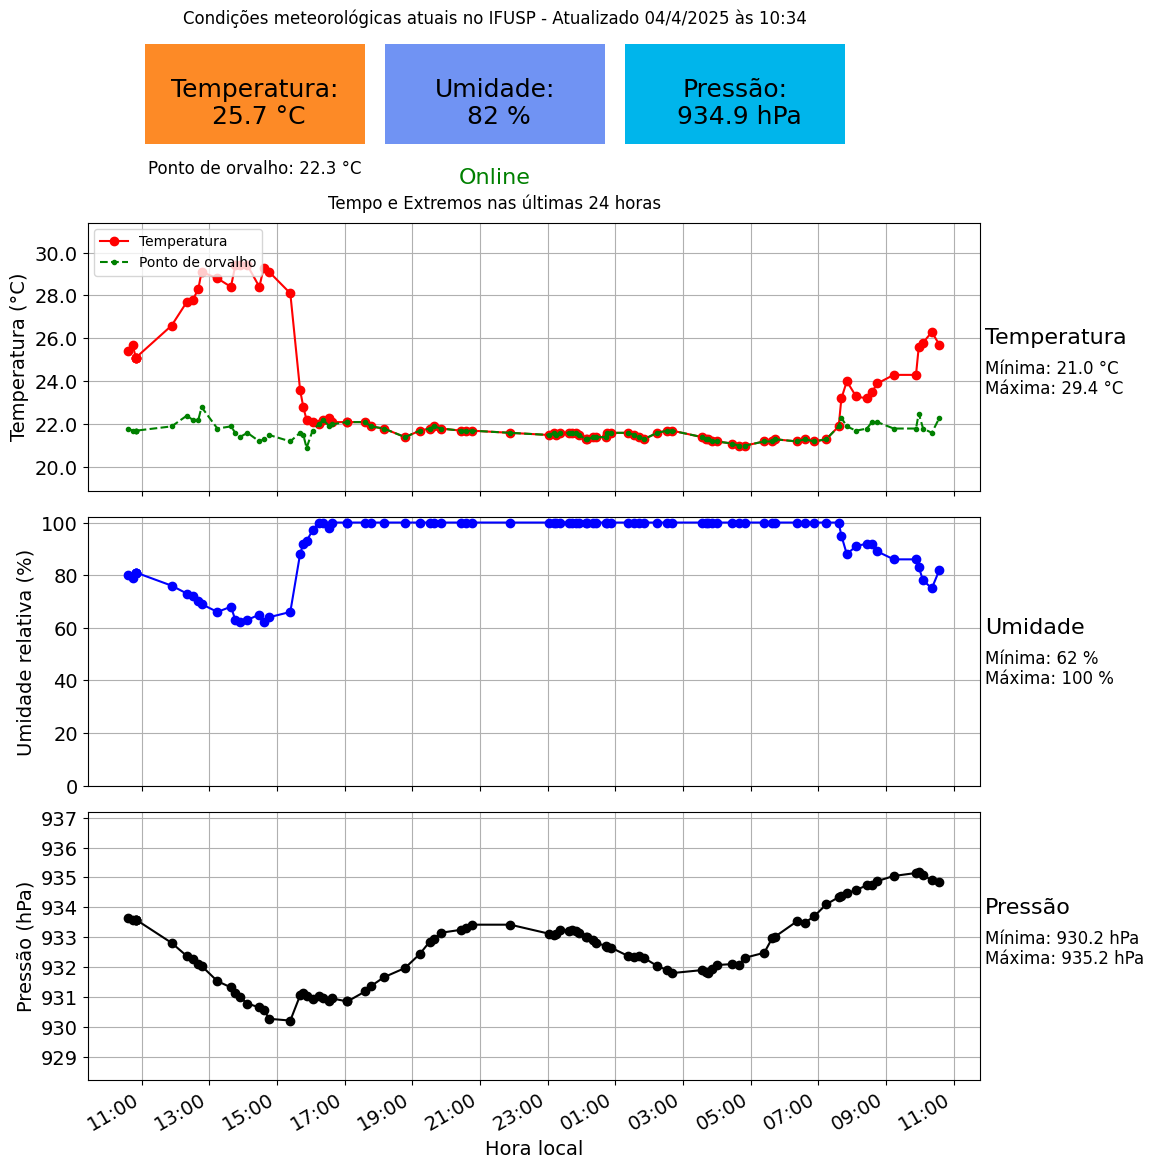 Condições meteorológicas atuais no IFUSP - Atualizado 04/4/2025 às 10:34
Temperatura:
25.7 °C
Umidade:
82 %
Pressão:
934.9 hPa
Ponto de orvalho: 22.3 °C
Online
Tempo e Extremos nas últimas 24 horas
Temperatura
Ponto de orvalho
Temperatura (°C)
30.0
28.0
26.0
24.0
22.0
20.0
Temperatura
Mínima: 21.0 °C
Máxima: 29.4 °C
Umidade relativa (%)
100
80
60
40
20
0
Umidade
Mínima: 62 %
Máxima: 100 %
Pressão (hPa)
937
936
935
934
933
932
931
930
929
Pressão
Mínima: 930.2 hPa
Máxima: 935.2 hPa
11:00
13:00
15:00
17:00
19:00
21:00
23:00
01:00
03:00
05:00
07:00
09:00
11:00
Hora local